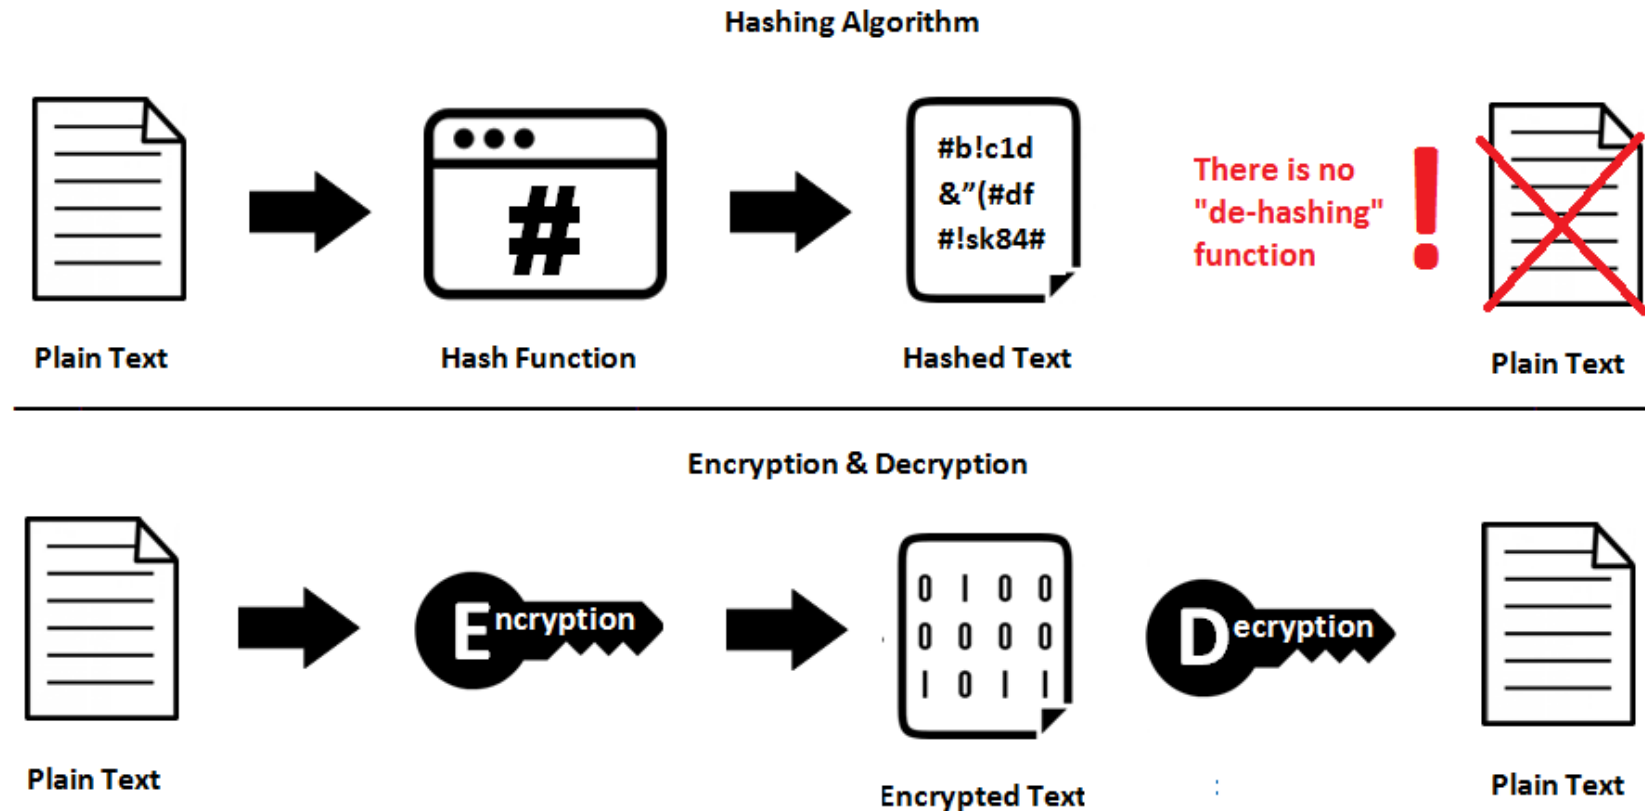 Hashing Algorithm
#
#b!c1d
&”(#df
#!sk84#
There is no
"de-hashing"
function
!
Plain Text
Hash Function
Hashed Text
Plain Text
Encryption & Decryption
Encryption
0 1 0 0
0 0 0 0
1 0 1 1
Decryption
Plain Text
Encrypted Text
:
Plain Text